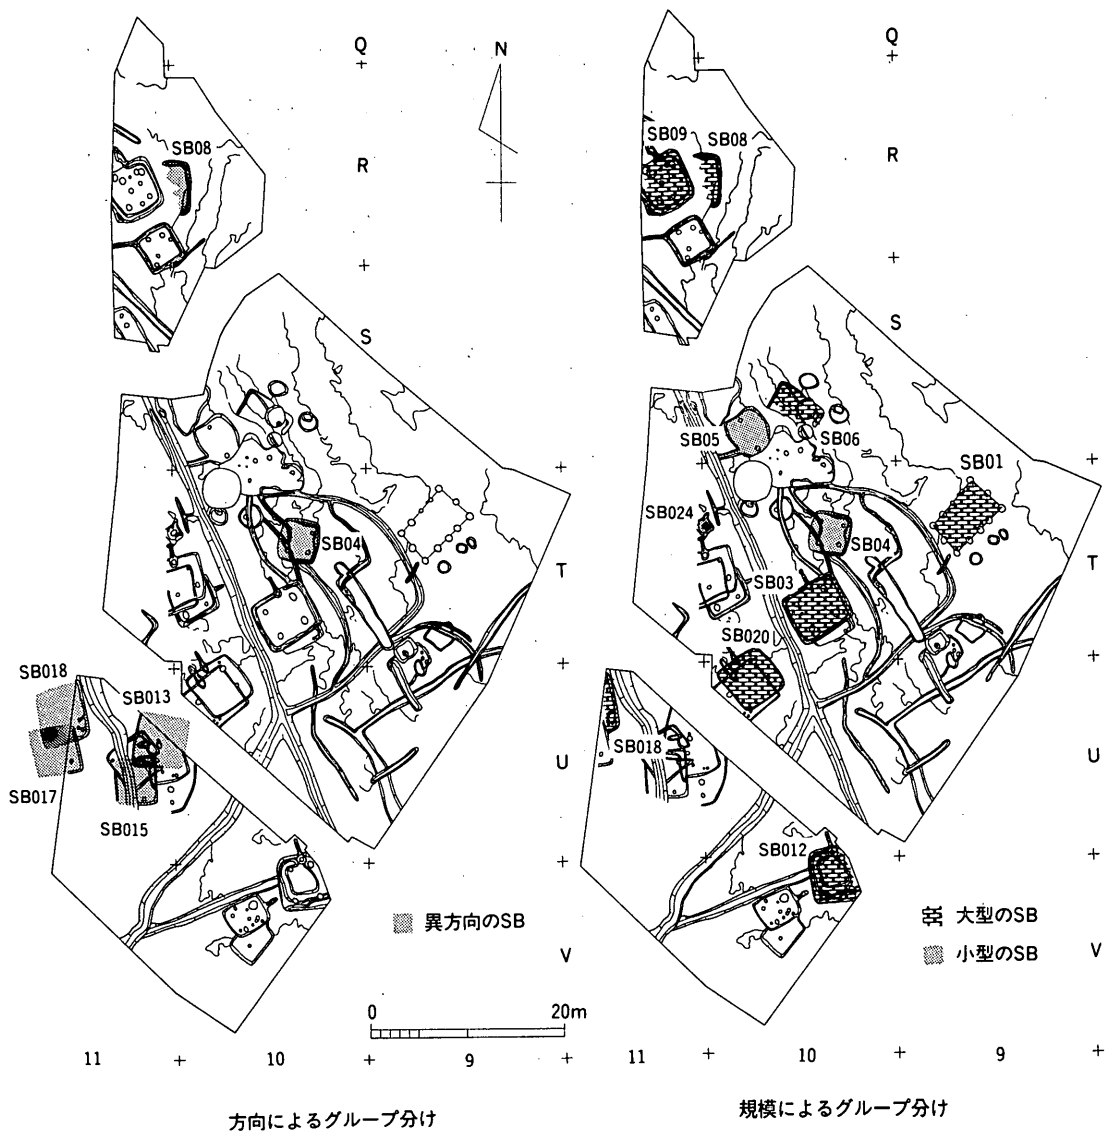 Q
N
SB08
R
S
SB04
T
SB018
SB013
U
SB017
SB015
異方向のSB
V
0 20m
11 10 9
方向によるグループ分け
Q
SB09 SB08
R
S
SB05 SB06
SB01
SB024
SB04
T
SB03
SB020
SB018
U
SB012
大型のSB
小型のSB
V
11 10 9
規模によるグループ分け